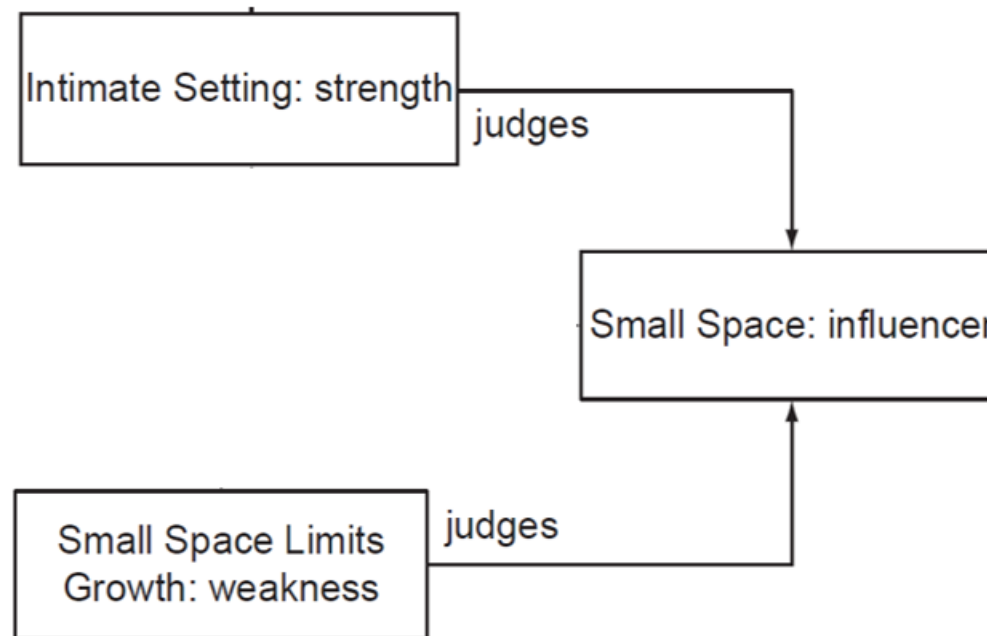 Intimate Setting: strength
judges
Small Space: influencer
judges
Small Space Limits
Growth: weakness